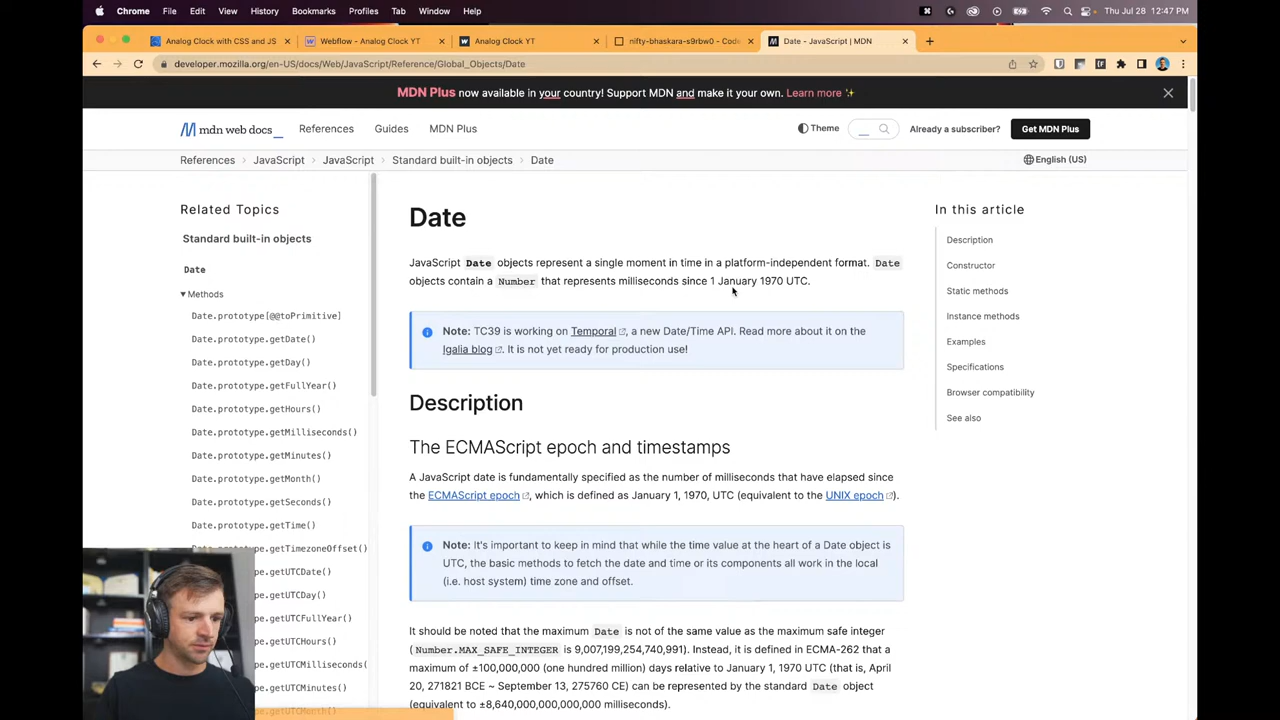 Chrome File Edit View History Bookmarks Profiles Tab Window Help Thu Jul 28 12:47 PM
Analog Clock with CSS and JS Webflow - Analog Clock YT Analog Clock YT nifty-bhaskara-s9rbw0 - Code Date - JavaScript | MDN
developer.mozilla.org/en-US/docs/Web/JavaScript/Reference/Global_Objects/Date
MDN Plus now available in your country! Support MDN and make it your own. Learn more ✨
mdn web docs_ References Guides MDN Plus Theme Already a subscriber? Get MDN Plus
References > JavaScript > JavaScript > Standard built-in objects > Date English (US)
Related Topics
Standard built-in objects
Date
▼ Methods
Date.prototype[@@toPrimitive]
Date.prototype.getDate()
Date.prototype.getDay()
Date.prototype.getFullYear()
Date.prototype.getHours()
Date.prototype.getMilliseconds()
Date.prototype.getMinutes()
Date.prototype.getMonth()
Date.prototype.getSeconds()
Date.prototype.getTime()
Date.prototype.getTimezoneOffset()
getUTCDate()
getUTCDay()
getUTCFullYear()
getUTCHours()
getUTCMilliseconds()
getUTCMinutes()
Date
JavaScript Date objects represent a single moment in time in a platform-independent format. Date
objects contain a Number that represents milliseconds since 1 January 1970 UTC.
Note: TC39 is working on Temporal, a new Date/Time API. Read more about it on the
Igalia blog. It is not yet ready for production use!
Description
The ECMAScript epoch and timestamps
A JavaScript date is fundamentally specified as the number of milliseconds that have elapsed since
the ECMAScript epoch, which is defined as January 1, 1970, UTC (equivalent to the UNIX epoch).
Note: It's important to keep in mind that while the time value at the heart of a Date object is
UTC, the basic methods to fetch the date and time or its components all work in the local
(i.e. host system) time zone and offset.
It should be noted that the maximum Date is not of the same value as the maximum safe integer
(Number.MAX_SAFE_INTEGER is 9,007,199,254,740,991). Instead, it is defined in ECMA-262 that a
maximum of ±100,000,000 (one hundred million) days relative to January 1, 1970 UTC (that is, April
20, 271821 BCE ~ September 13, 275760 CE) can be represented by the standard Date object
(equivalent to ±8,640,000,000,000,000 milliseconds).
In this article
Description
Constructor
Static methods
Instance methods
Examples
Specifications
Browser compatibility
See also